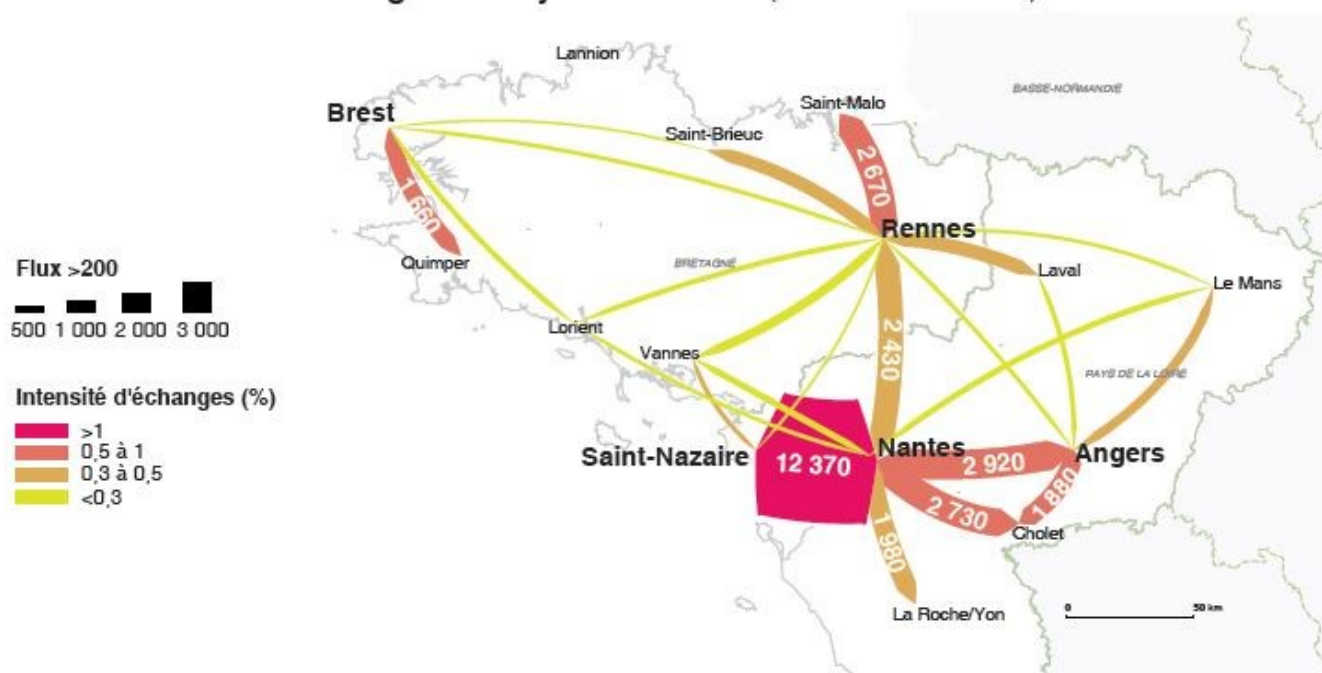 Lannion
BASSE-NORMANDIE
Saint-Malo
Brest
Saint-Brieuc
2 670
1 660
Rennes
Flux >200
Quimper
BRETAGNE
Laval
Le Mans
500 1 000 2 000 3 000
Lorient
Vannes
2 430
PAYS DE LA LOIRE
Intensité d'échanges (%)
>1
0,5 à 1
0,3 à 0,5
<0,3
Saint-Nazaire
12 370
Nantes
2 920
Angers
1 880
2 730
Cholet
1 980
La Roche/Yon
0 50 km